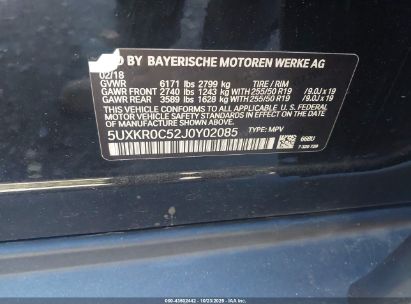 ED BY BAYERISCHE MOTOREN WERKE AG
02/18
GVWR 6171 lbs 2799 kg TIRE / RIM
GAWR FRONT 2740 lbs 1243 kg WITH 255/50 R19 /9.0J x 19
GAWR REAR 3589 lbs 1628 kg WITH 255/50 R19 /9.0J x 19
THIS VEHICLE CONFORMS TO ALL APPLICABLE U.S. FEDERAL
MOTOR VEHICLE SAFETY STANDARDS IN EFFECT ON THE
DATE OF MANUFACTURE SHOWN ABOVE.
5UXKR0C52J0Y02085 TYPE: MPV
668U